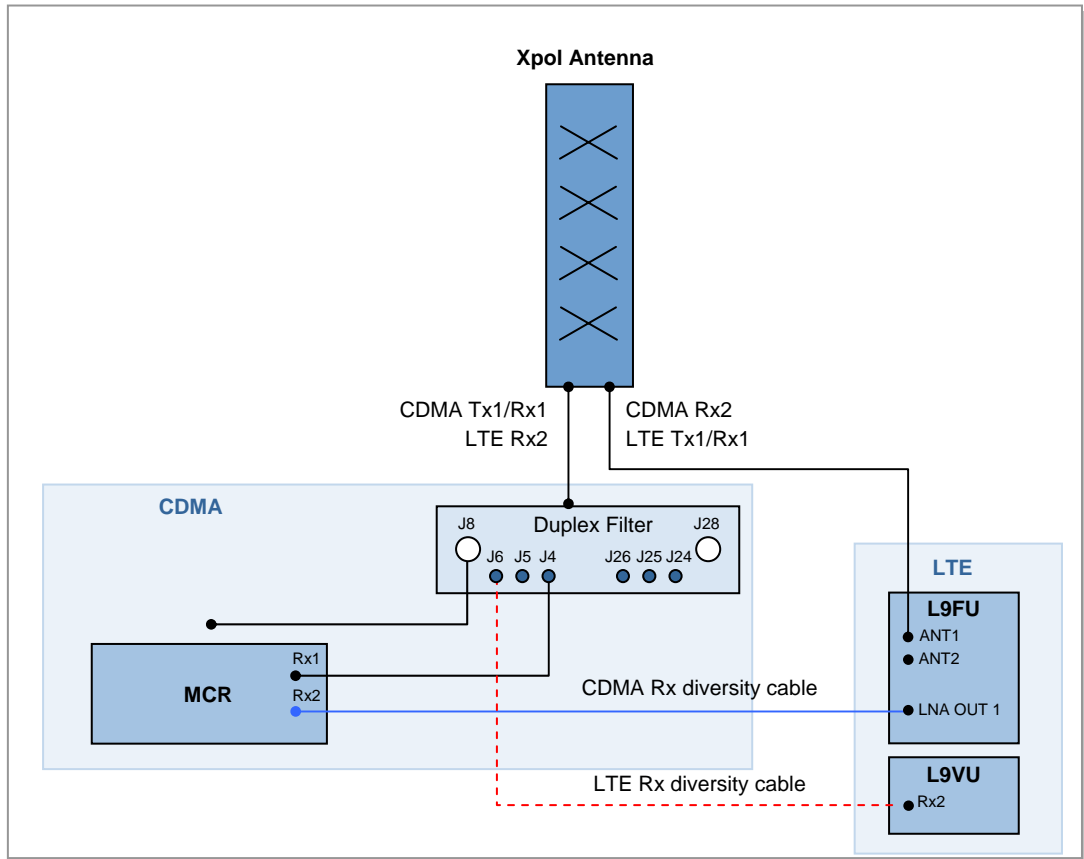 Xpol Antenna
CDMA Tx1/Rx1
LTE Rx2
CDMA Rx2
LTE Tx1/Rx1
CDMA
J8
Duplex Filter
J28
J6
J5
J4
J26
J25
J24
LTE
L9FU
ANT1
ANT2
LNA OUT 1
MCR
Rx1
Rx2
CDMA Rx diversity cable
LTE Rx diversity cable
L9VU
Rx2